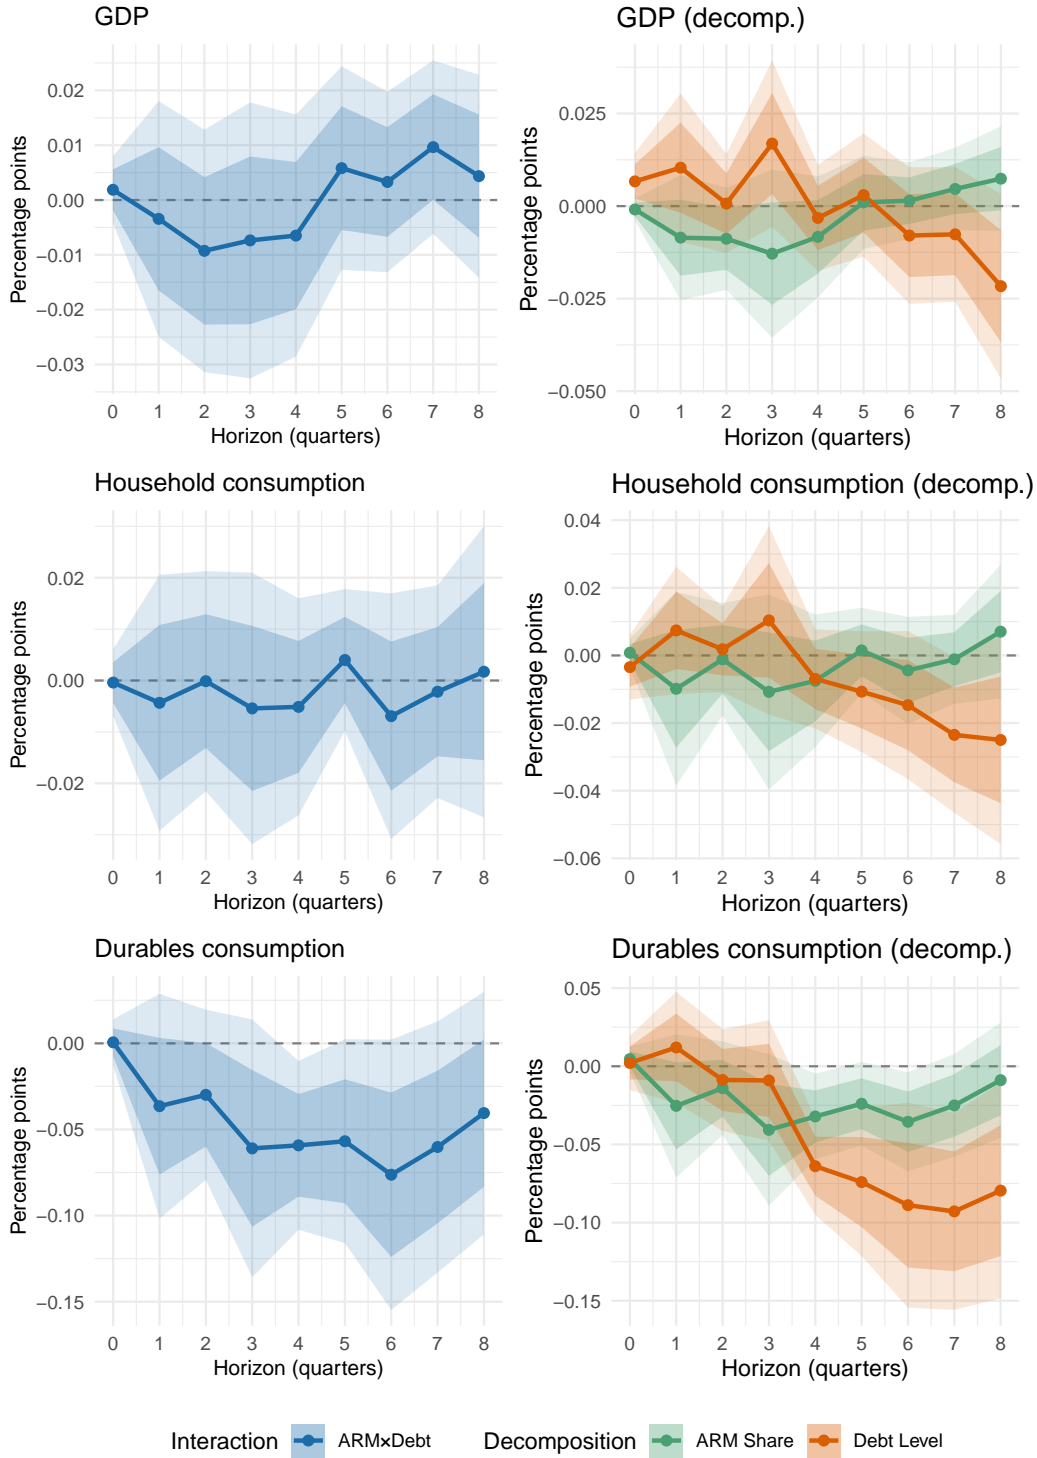 GDP
Percentage points
0.02
0.01
0.00
−0.01
−0.02
−0.03
0 1 2 3 4 5 6 7 8
Horizon (quarters)
GDP (decomp.)
Percentage points
0.025
0.000
−0.025
−0.050
0 1 2 3 4 5 6 7 8
Horizon (quarters)
Household consumption
Percentage points
0.02
0.00
−0.02
0 1 2 3 4 5 6 7 8
Horizon (quarters)
Household consumption (decomp.)
Percentage points
0.04
0.02
0.00
−0.02
−0.04
−0.06
0 1 2 3 4 5 6 7 8
Horizon (quarters)
Durables consumption
Percentage points
0.00
−0.05
−0.10
−0.15
0 1 2 3 4 5 6 7 8
Horizon (quarters)
Durables consumption (decomp.)
Percentage points
0.05
0.00
−0.05
−0.10
−0.15
0 1 2 3 4 5 6 7 8
Horizon (quarters)
Interaction ARM×Debt Decomposition ARM Share Debt Level